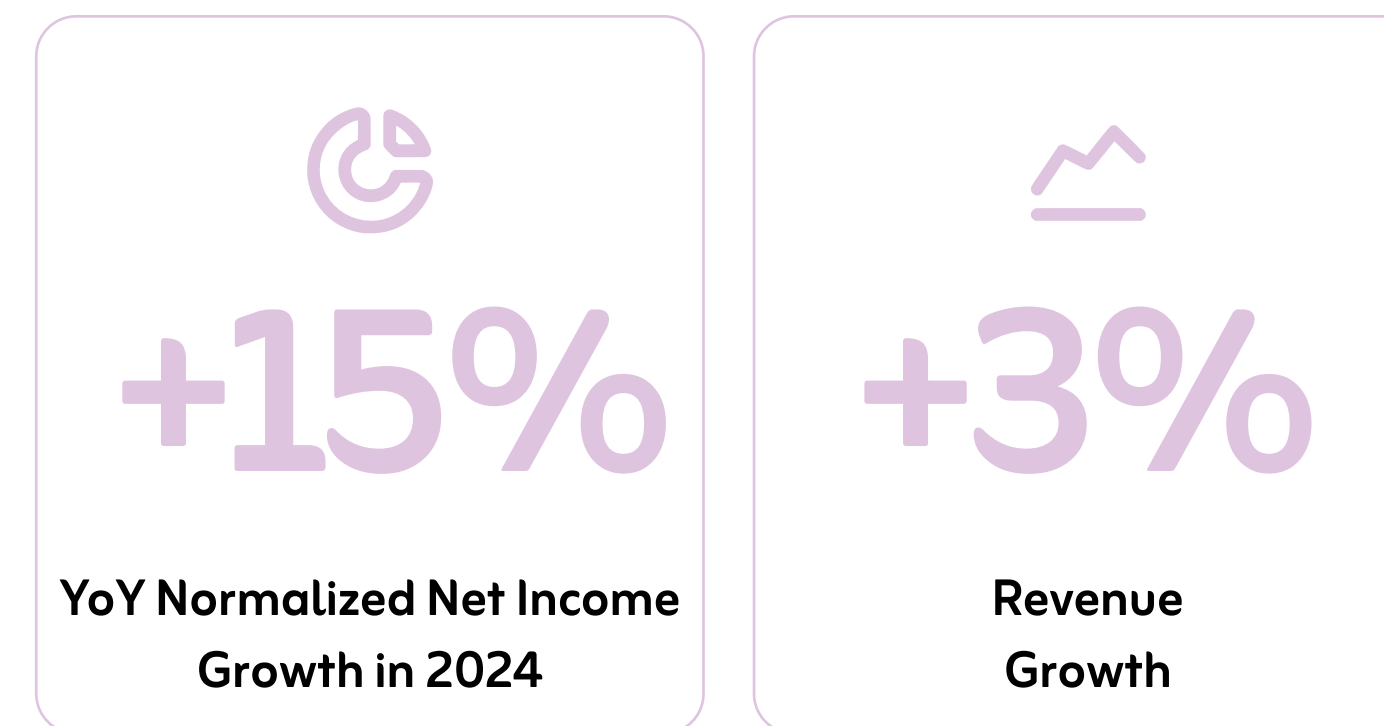 +15%
YoY Normalized Net Income
Growth in 2024
+3%
Revenue
Growth